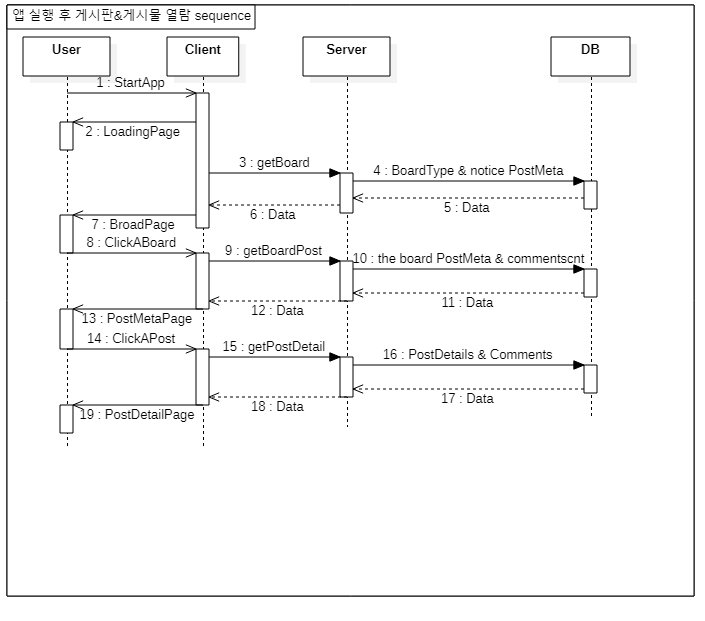 앱 실행 후 게시판&게시물 열람 sequence
User
Client
Server
DB
1 : StartApp
2 : LoadingPage
3 : getBoard
4 : BoardType & notice PostMeta
5 : Data
6 : Data
7 : BroadPage
8 : ClickABoard
9 : getBoardPost
10 : the board PostMeta & commentscnt
11 : Data
12 : Data
13 : PostMetaPage
14 : ClickAPost
15 : getPostDetail
16 : PostDetails & Comments
17 : Data
18 : Data
19 : PostDetailPage